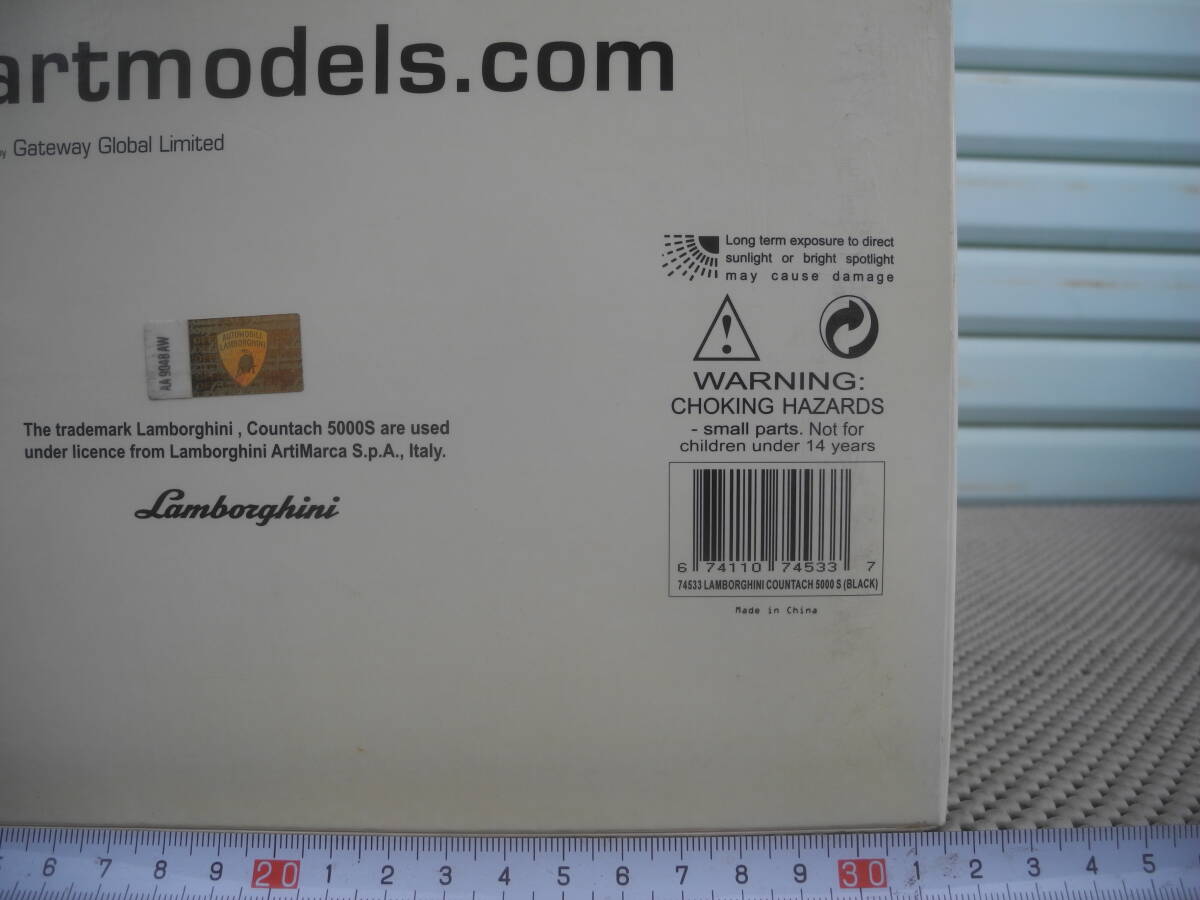 artmodels.com
by Gateway Global Limited
Long term exposure to direct
sunlight or bright spotlight
may cause damage
AUTOMOBILI
LAMBORGHINI
AA 9048 AW
WARNING:
CHOKING HAZARDS
- small parts. Not for
children under 14 years
The trademark Lamborghini , Countach 5000S are used
under licence from Lamborghini ArtiMarca S.p.A., Italy.
Lamborghini
6 74110 74533 7
74533 LAMBORGHINI COUNTACH 5000 S (BLACK)
Made in China
6 7 8 9 20 1 2 3 4 5 6 7 8 9 30 1 2 3 4 5